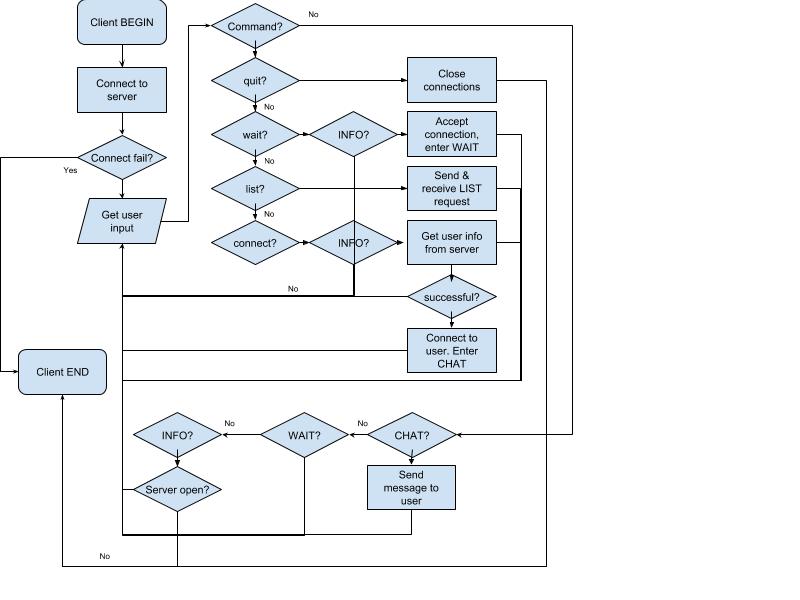 Client BEGIN
Command?
No
Connect to
server
quit?
Close
connections
No
Connect fail?
Yes
wait?
INFO?
Accept
connection,
enter WAIT
No
list?
Send &
receive LIST
request
No
Get user
input
connect?
INFO?
Get user info
from server
No
successful?
Connect to
user. Enter
CHAT
Client END
INFO?
No
WAIT?
No
CHAT?
Server open?
Send
message to
user
No